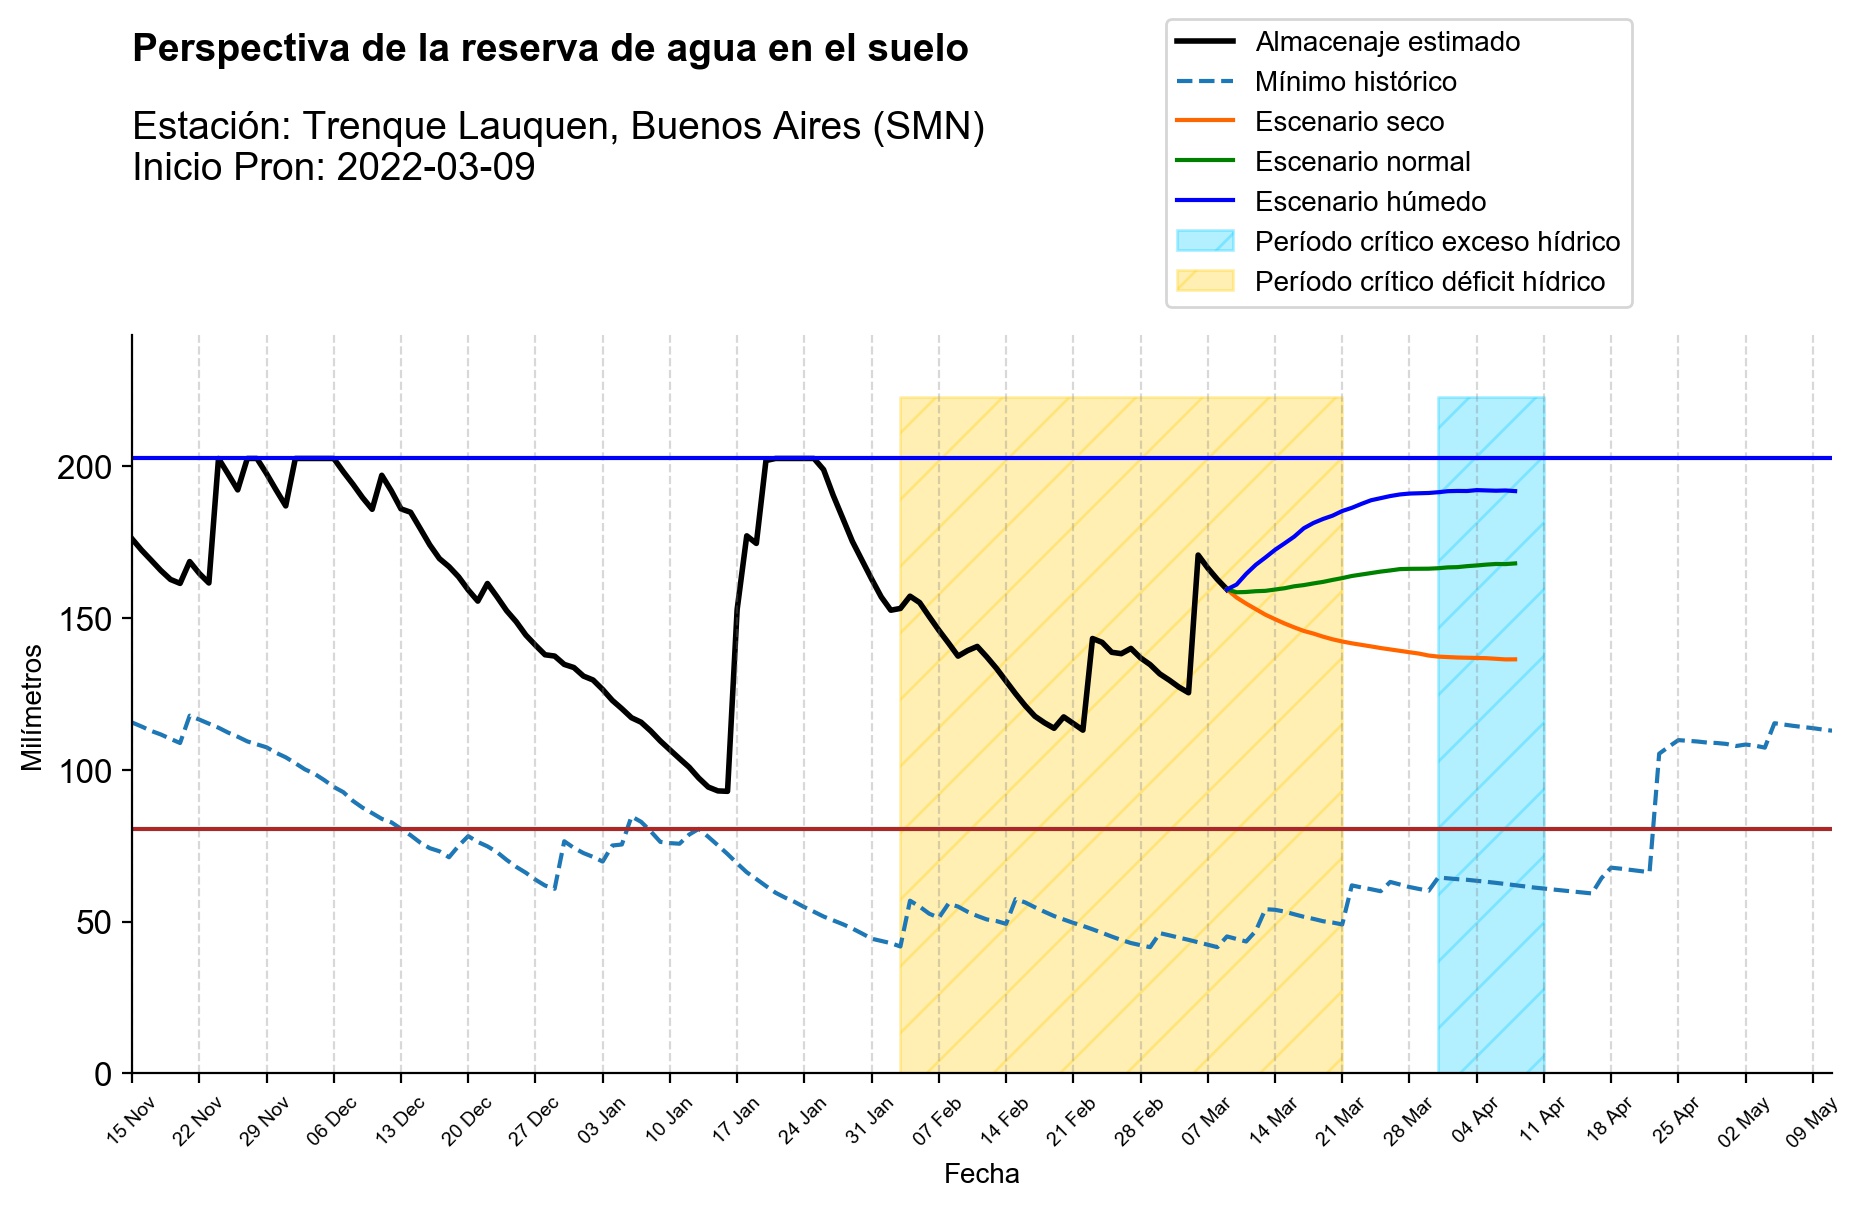 Perspectiva de la reserva de agua en el suelo
Estación: Trenque Lauquen, Buenos Aires (SMN)
Inicio Pron: 2022-03-09
Almacenaje estimado
Mínimo histórico
Escenario seco
Escenario normal
Escenario húmedo
Período crítico exceso hídrico
Período crítico déficit hídrico
Milímetros
200
150
100
50
0
15 Nov
22 Nov
29 Nov
06 Dec
13 Dec
20 Dec
27 Dec
03 Jan
10 Jan
17 Jan
24 Jan
31 Jan
07 Feb
14 Feb
21 Feb
28 Feb
07 Mar
14 Mar
21 Mar
28 Mar
04 Apr
11 Apr
18 Apr
25 Apr
02 May
09 May
Fecha